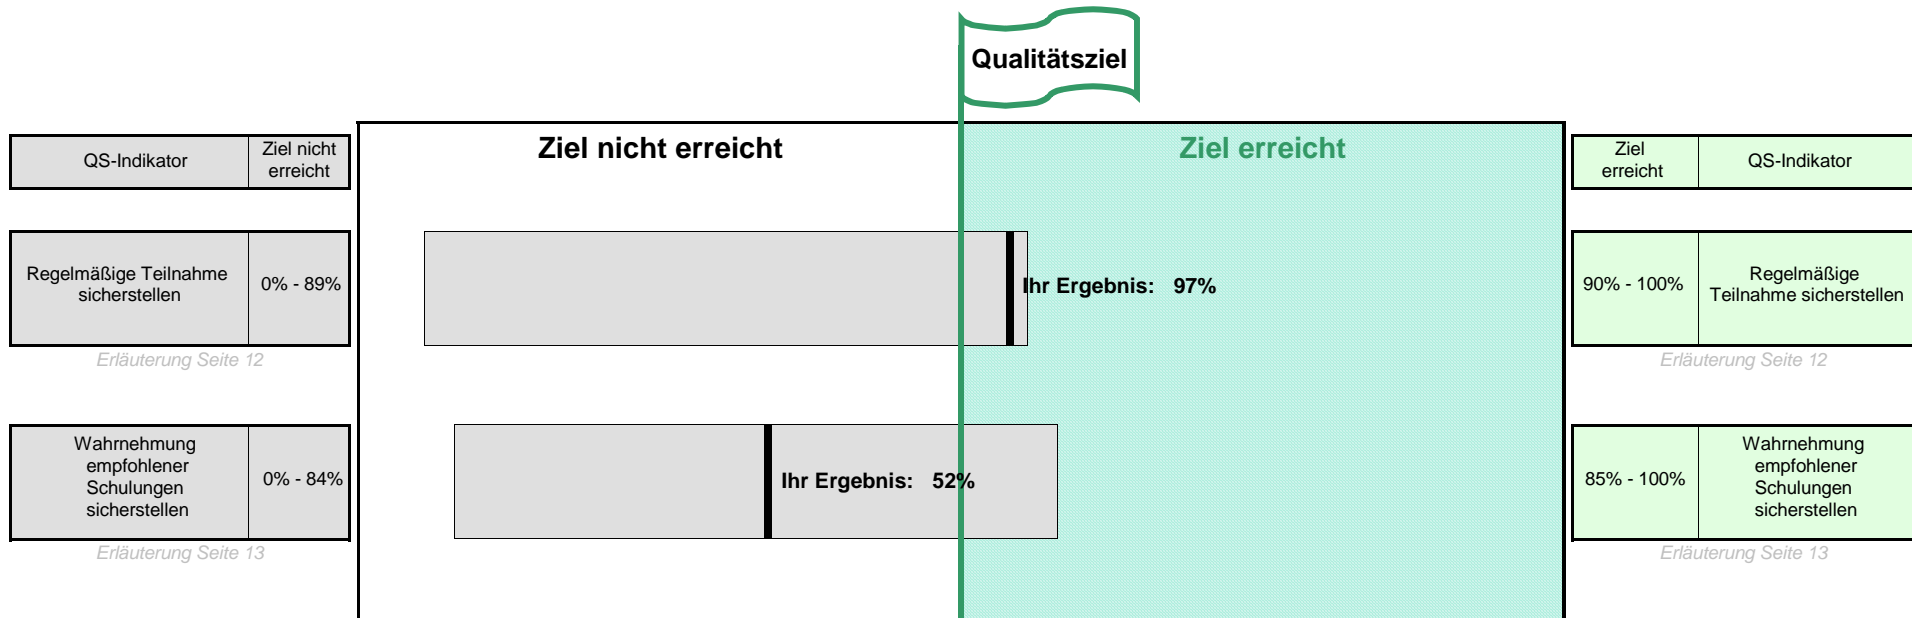 Qualitätsziel
Ziel nicht erreicht
Ziel erreicht
QS-Indikator
Ziel nicht
erreicht
Ziel
erreicht
QS-Indikator
Regelmäßige Teilnahme
sicherstellen
0% - 89%
Ihr Ergebnis: 97%
90% - 100%
Regelmäßige
Teilnahme sicherstellen
Erläuterung Seite 12
Erläuterung Seite 12
Wahrnehmung
empfohlener
Schulungen
sicherstellen
0% - 84%
Ihr Ergebnis: 52%
85% - 100%
Wahrnehmung
empfohlener
Schulungen
sicherstellen
Erläuterung Seite 13
Erläuterung Seite 13